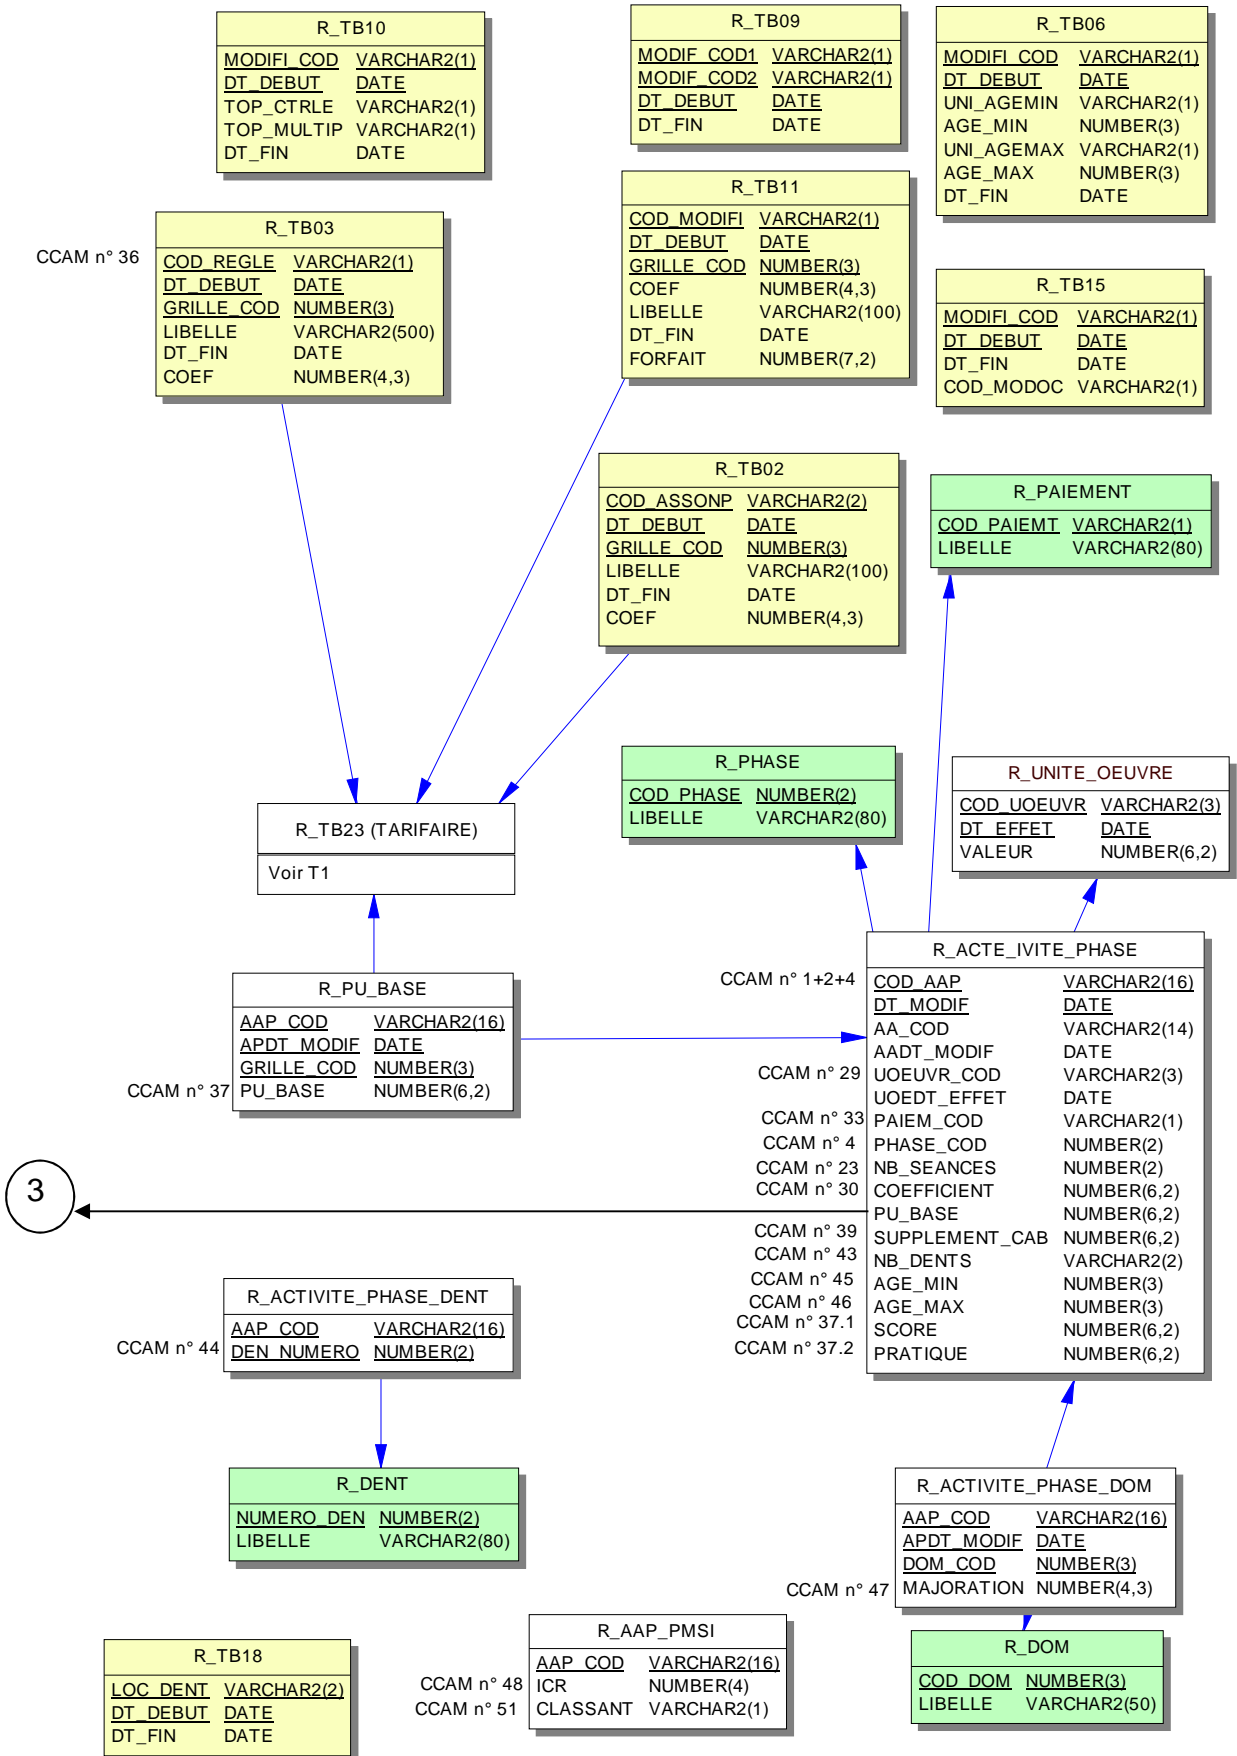 R_TB10
MODIFI_COD VARCHAR2(1)
DT_DEBUT DATE
TOP_CTRLE VARCHAR2(1)
TOP_MULTIP VARCHAR2(1)
DT_FIN DATE
R_TB09
MODIF_COD1 VARCHAR2(1)
MODIF_COD2 VARCHAR2(1)
DT_DEBUT DATE
DT_FIN DATE
R_TB06
MODIFI_COD VARCHAR2(1)
DT_DEBUT DATE
UNI_AGEMIN VARCHAR2(1)
AGE_MIN NUMBER(3)
UNI_AGEMAX VARCHAR2(1)
AGE_MAX NUMBER(3)
DT_FIN DATE
CCAM n° 36
R_TB03
COD_REGLE VARCHAR2(1)
DT_DEBUT DATE
GRILLE_COD NUMBER(3)
LIBELLE VARCHAR2(500)
DT_FIN DATE
COEF NUMBER(4,3)
R_TB11
COD_MODIFI VARCHAR2(1)
DT_DEBUT DATE
GRILLE_COD NUMBER(3)
COEF NUMBER(4,3)
LIBELLE VARCHAR2(100)
DT_FIN DATE
FORFAIT NUMBER(7,2)
R_TB15
MODIFI_COD VARCHAR2(1)
DT_DEBUT DATE
DT_FIN DATE
COD_MODOC VARCHAR2(1)
R_TB02
COD_ASSONP VARCHAR2(2)
DT_DEBUT DATE
GRILLE_COD NUMBER(3)
LIBELLE VARCHAR2(100)
DT_FIN DATE
COEF NUMBER(4,3)
R_PAIEMENT
COD_PAIEMT VARCHAR2(1)
LIBELLE VARCHAR2(80)
R_PHASE
COD_PHASE NUMBER(2)
LIBELLE VARCHAR2(80)
R_UNITE_OEUVRE
COD_UOEUVR VARCHAR2(3)
DT_EFFET DATE
VALEUR NUMBER(6,2)
R_TB23 (TARIFAIRE)
Voir T1
R_PU_BASE
AAP_COD VARCHAR2(16)
APDT_MODIF DATE
GRILLE_COD NUMBER(3)
CCAM n° 37 PU_BASE NUMBER(6,2)
R_ACTE_IVITE_PHASE
CCAM n° 1+2+4 COD_AAP VARCHAR2(16)
DT_MODIF DATE
AA_COD VARCHAR2(14)
AADT_MODIF DATE
CCAM n° 29 UOEUVR_COD VARCHAR2(3)
UOEDT_EFFET DATE
CCAM n° 33 PAIEM_COD VARCHAR2(1)
CCAM n° 4 PHASE_COD NUMBER(2)
CCAM n° 23 NB_SEANCES NUMBER(2)
CCAM n° 30 COEFFICIENT NUMBER(6,2)
PU_BASE NUMBER(6,2)
CCAM n° 39 SUPPLEMENT_CAB NUMBER(6,2)
CCAM n° 43 NB_DENTS VARCHAR2(2)
CCAM n° 45 AGE_MIN NUMBER(3)
CCAM n° 46 AGE_MAX NUMBER(3)
CCAM n° 37.1 SCORE NUMBER(6,2)
CCAM n° 37.2 PRATIQUE NUMBER(6,2)
3
R_ACTIVITE_PHASE_DENT
AAP_COD VARCHAR2(16)
CCAM n° 44 DEN_NUMERO NUMBER(2)
R_DENT
NUMERO_DEN NUMBER(2)
LIBELLE VARCHAR2(80)
R_ACTIVITE_PHASE_DOM
AAP_COD VARCHAR2(16)
APDT_MODIF DATE
DOM_COD NUMBER(3)
CCAM n° 47 MAJORATION NUMBER(4,3)
R_TB18
LOC_DENT VARCHAR2(2)
DT_DEBUT DATE
DT_FIN DATE
R_AAP_PMSI
AAP_COD VARCHAR2(16)
CCAM n° 48 ICR NUMBER(4)
CCAM n° 51 CLASSANT VARCHAR2(1)
R_DOM
COD_DOM NUMBER(3)
LIBELLE VARCHAR2(50)